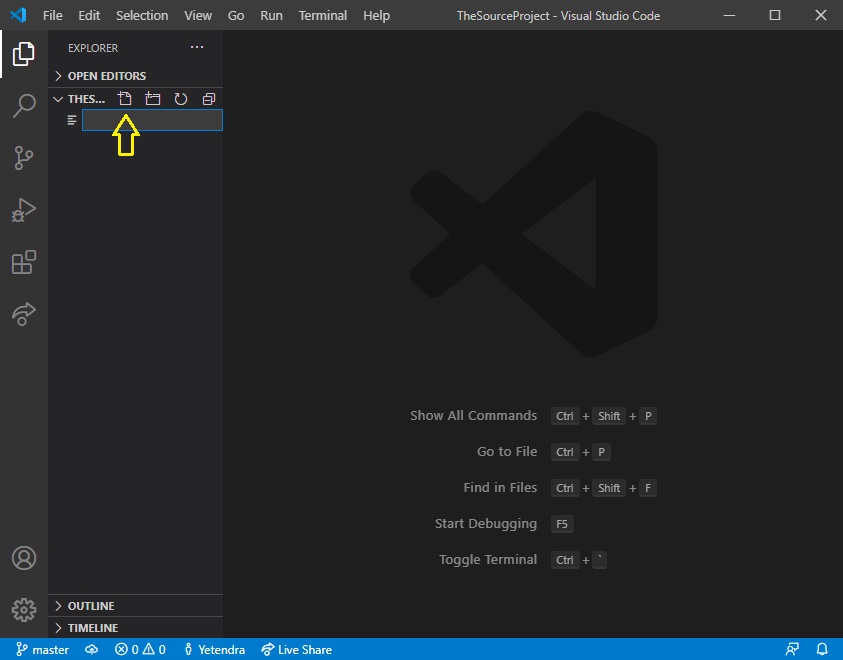 File Edit Selection View Go Run Terminal Help TheSourceProject - Visual Studio Code
EXPLORER ...
OPEN EDITORS
THES...
Show All Commands Ctrl + Shift + P
Go to File Ctrl + P
Find in Files Ctrl + Shift + F
Start Debugging F5
Toggle Terminal Ctrl + `
OUTLINE
TIMELINE
master 0 0 Yetendra Live Share